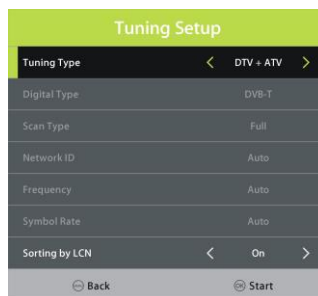 Tuning Setup
Tuning Type < DTV + ATV >
Digital Type DVB-T
Scan Type Full
Network ID Auto
Frequency Auto
Symbol Rate Auto
Sorting by LCN < On >
Back OK Start